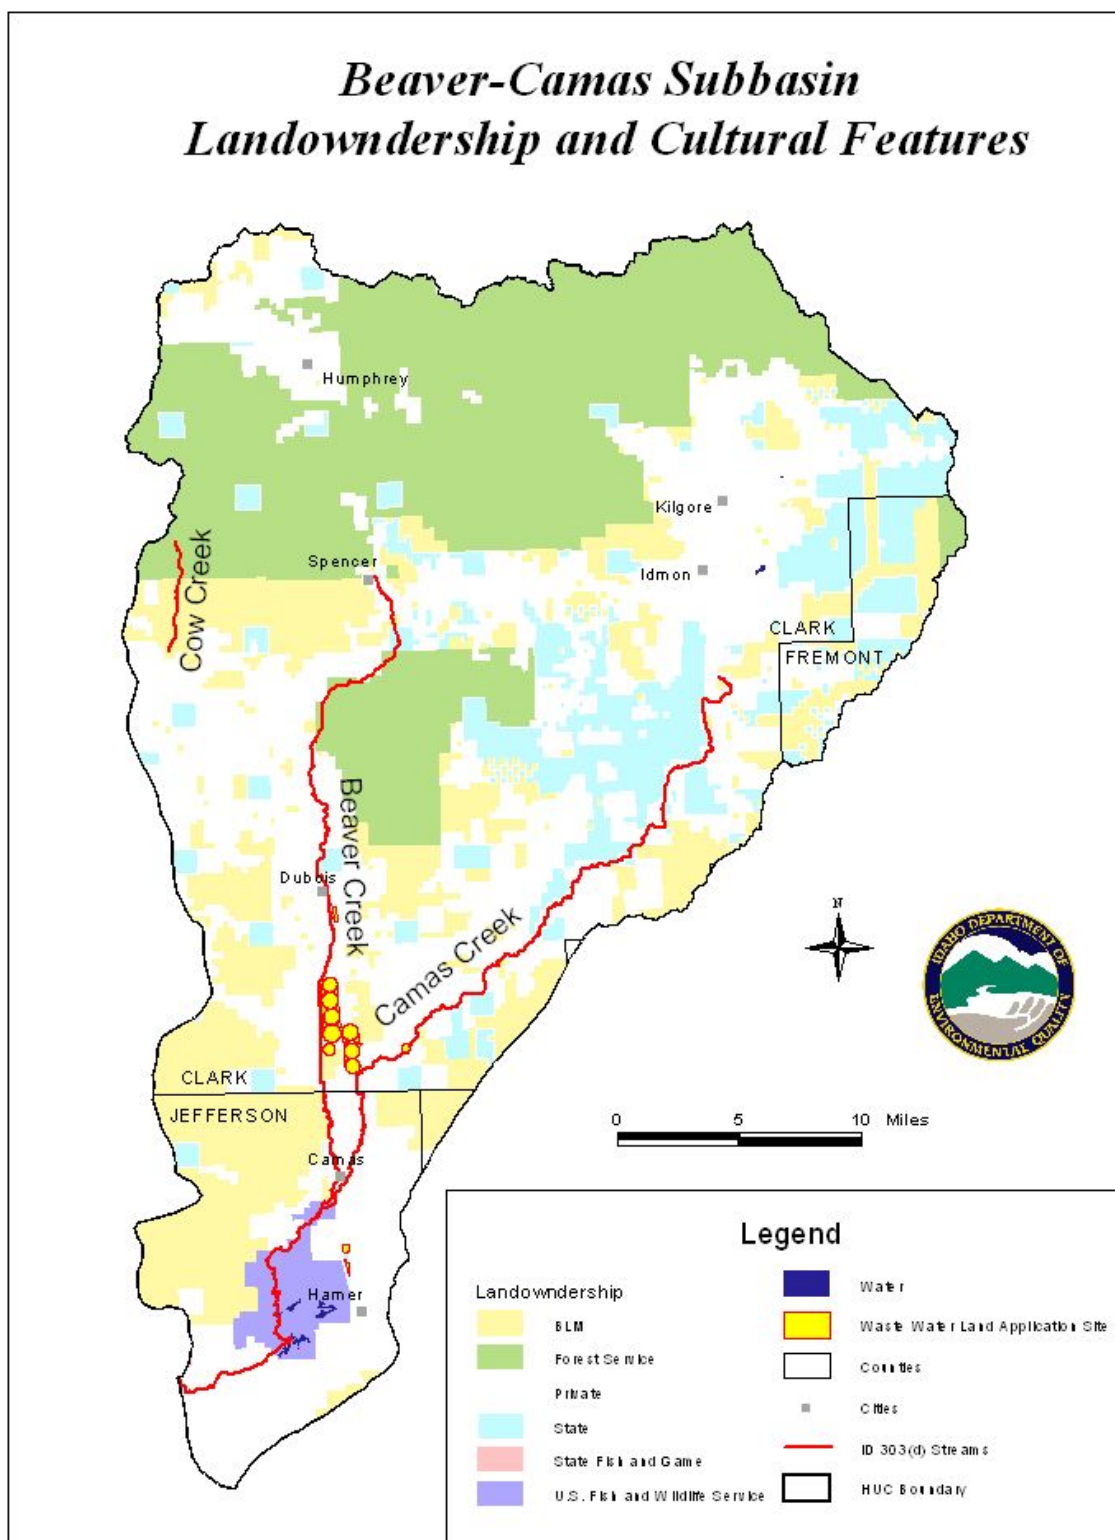 Beaver-Camas Subbasin
Landowndership and Cultural Features
Humphrey
Kilgore
Spencer
Idmon
Cow Creek
CLARK
FREMONT
Beaver Creek
Dubois
Camas Creek
N
IDAHO DEPARTMENT OF
ENVIRONMENTAL QUALITY
CLARK
JEFFERSON
0 5 10 Miles
Camas
Hamer
Legend
Landowndership
BLM
Forest Service
Private
State
State Fish and Game
U.S. Fish and Wildlife Service
Water
Waste Water Land Application Site
Counties
Cities
ID 303(d) Streams
HUC Boundary